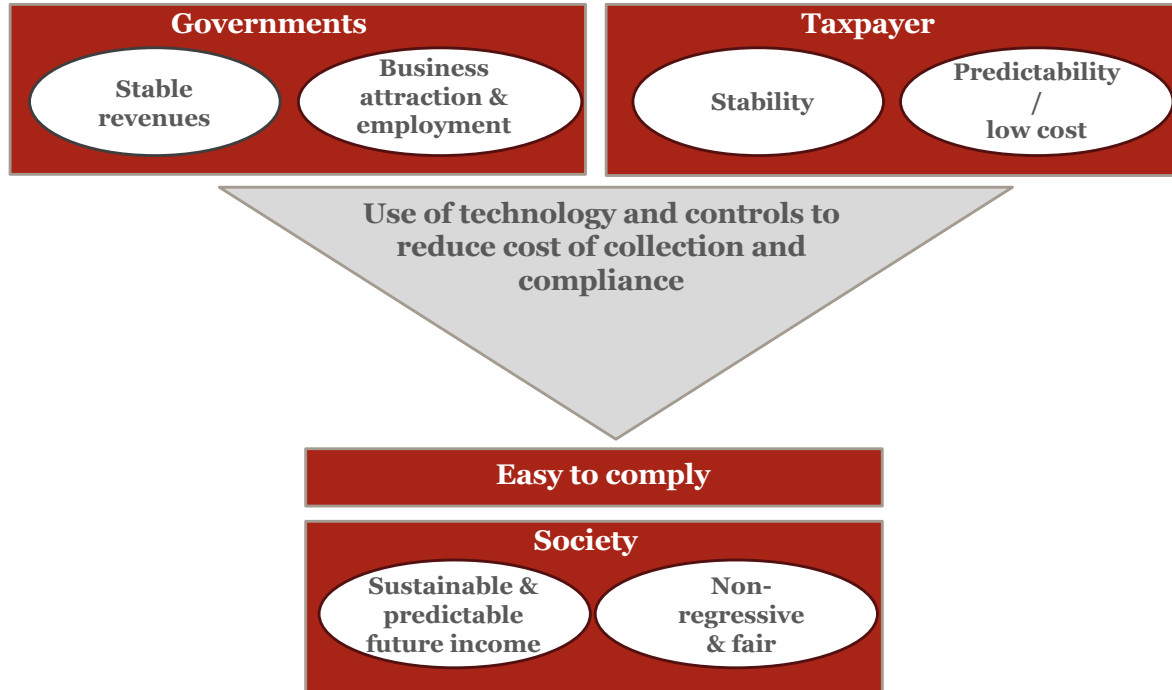 Governments
Stable
revenues
Business
attraction &
employment
Taxpayer
Stability
Predictability
/
low cost
Use of technology and controls to
reduce cost of collection and
compliance
Easy to comply
Society
Sustainable &
predictable
future income
Non-
regressive
& fair